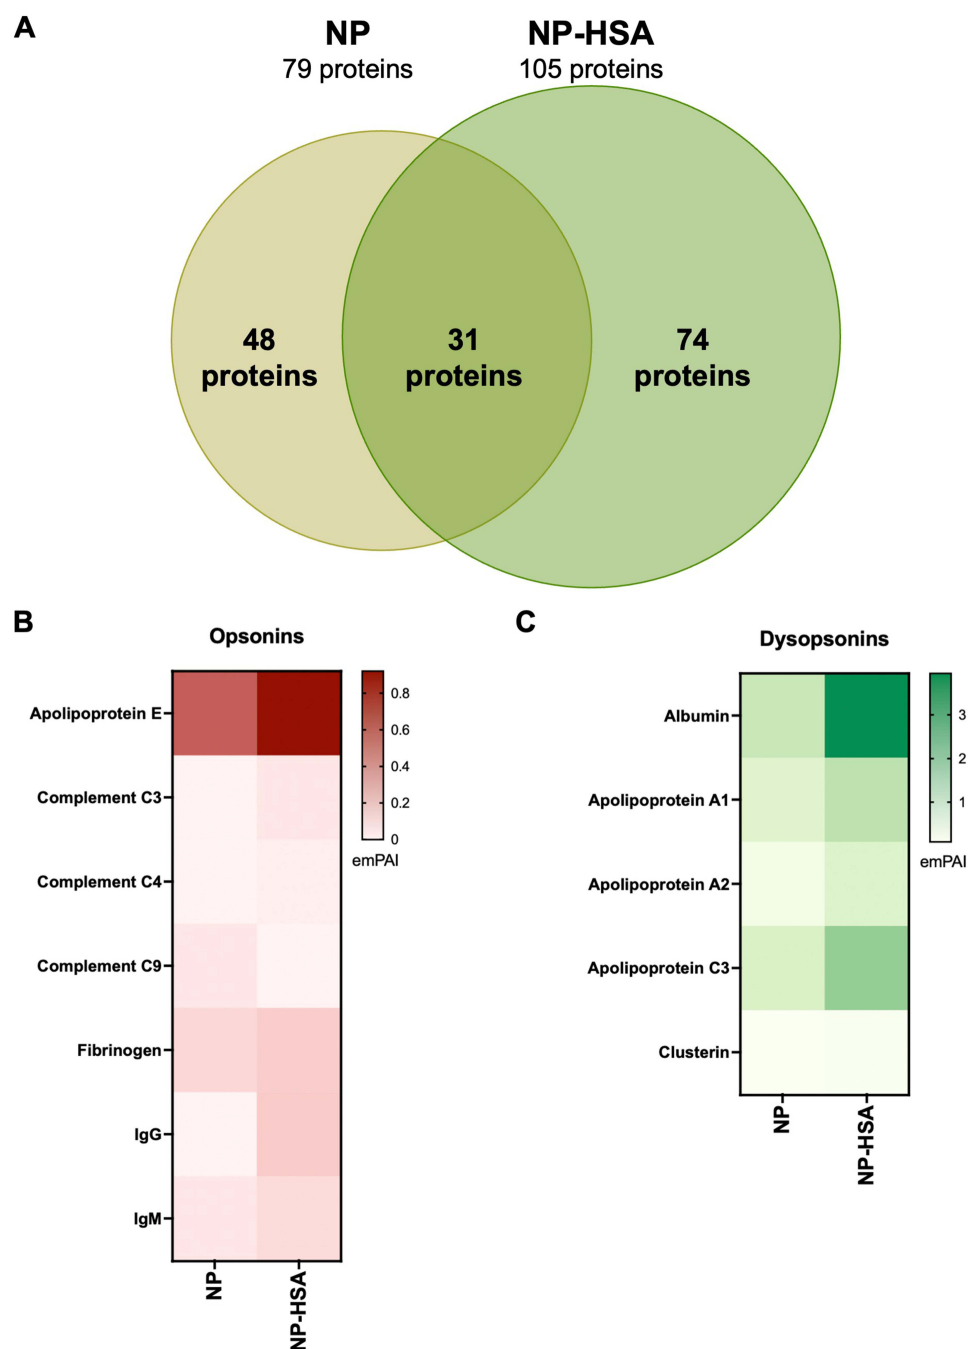 A
NP
79 proteins
NP-HSA
105 proteins
48
proteins
31
proteins
74
proteins
B
Opsonins
Apolipoprotein E
Complement C3
Complement C4
Complement C9
Fibrinogen
IgG
IgM
NP
NP-HSA
0.8
0.6
0.4
0.2
0
emPAI
C
Dysopsonins
Albumin
Apolipoprotein A1
Apolipoprotein A2
Apolipoprotein C3
Clusterin
NP
NP-HSA
3
2
1
emPAI